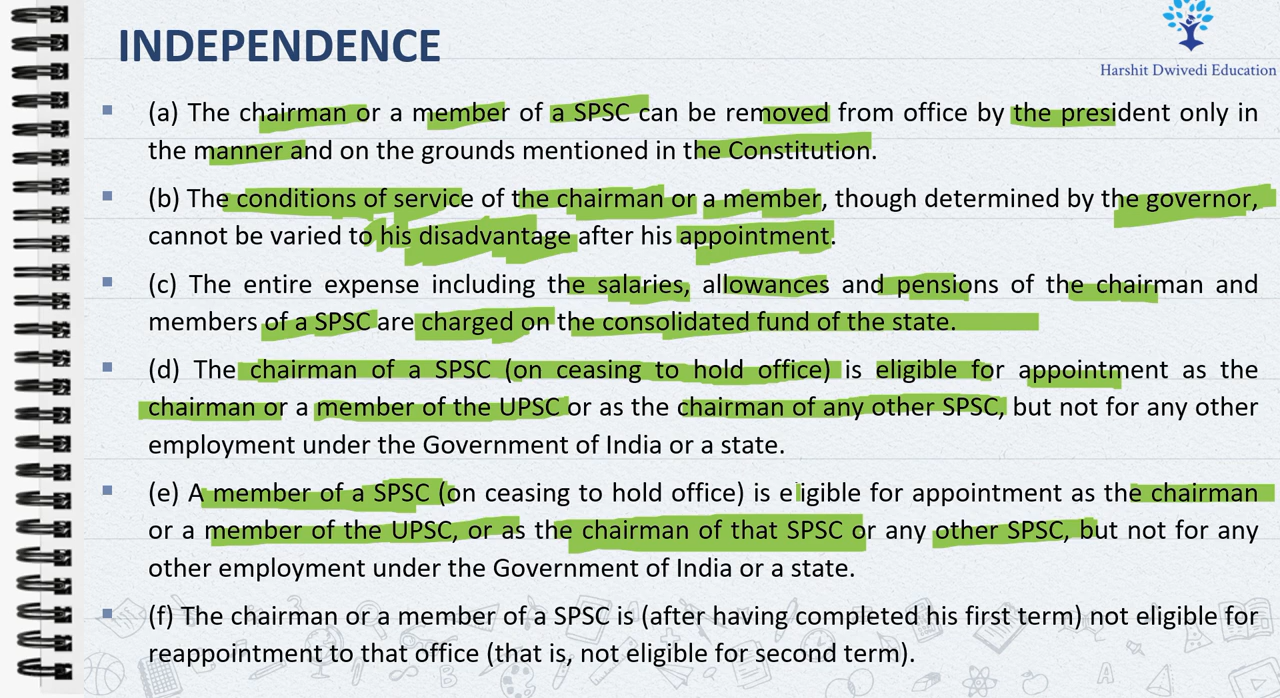 INDEPENDENCE
Harshit Dwivedi Education
▪ (a) The chairman or a member of a SPSC can be removed from office by the president only in
the manner and on the grounds mentioned in the Constitution.
▪ (b) The conditions of service of the chairman or a member, though determined by the governor,
cannot be varied to his disadvantage after his appointment.
▪ (c) The entire expense including the salaries, allowances and pensions of the chairman and
members of a SPSC are charged on the consolidated fund of the state.
▪ (d) The chairman of a SPSC (on ceasing to hold office) is eligible for appointment as the
chairman or a member of the UPSC or as the chairman of any other SPSC, but not for any other
employment under the Government of India or a state.
▪ (e) A member of a SPSC (on ceasing to hold office) is eligible for appointment as the chairman
or a member of the UPSC, or as the chairman of that SPSC or any other SPSC, but not for any
other employment under the Government of India or a state.
▪ (f) The chairman or a member of a SPSC is (after having completed his first term) not eligible for
reappointment to that office (that is, not eligible for second term).